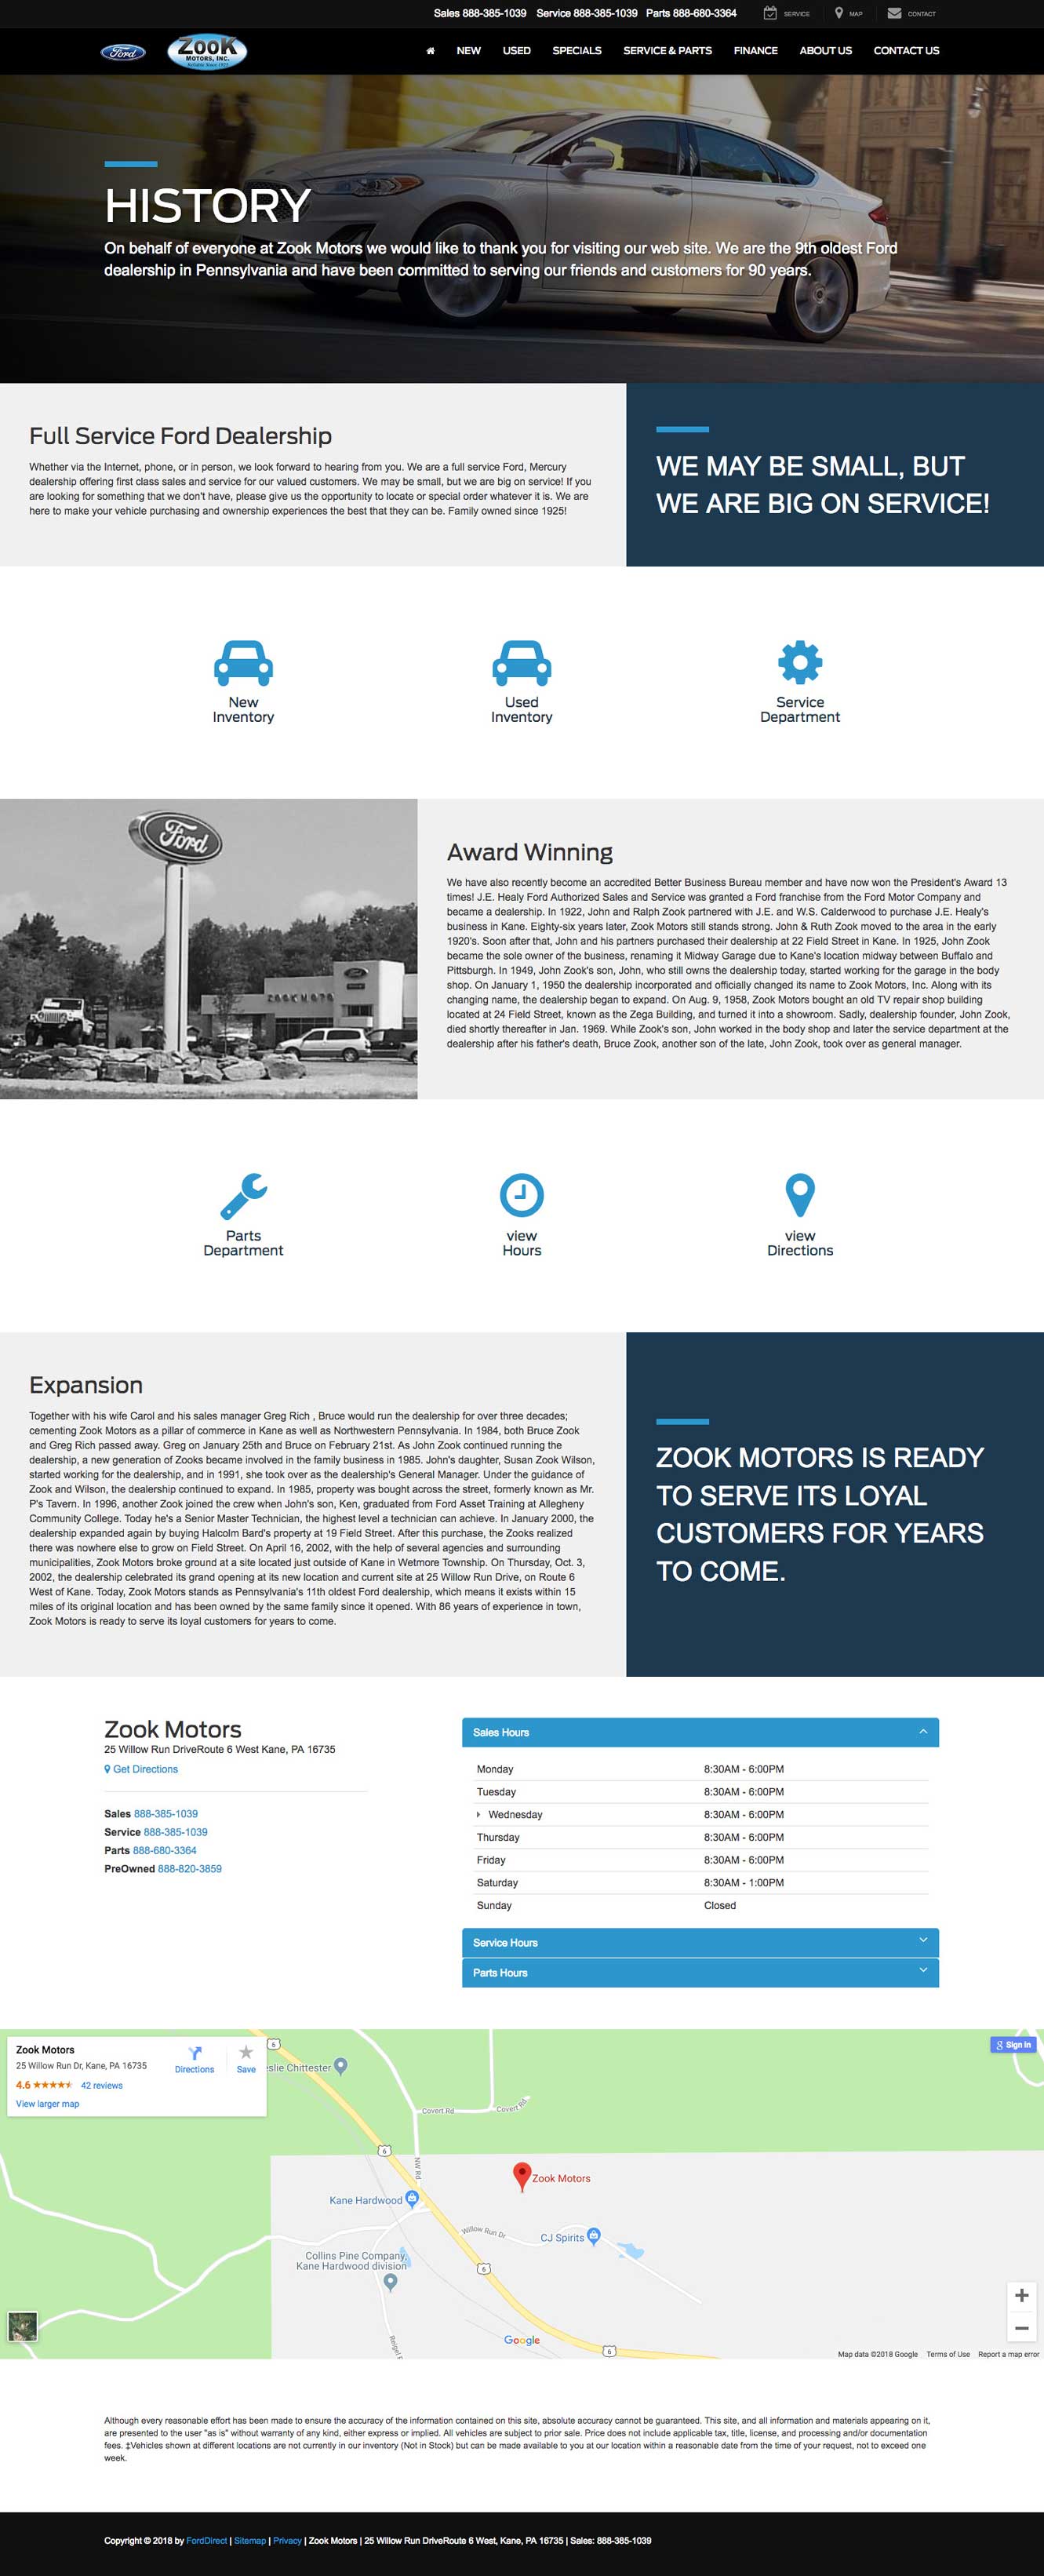 Sales 888-385-1039 Service 888-385-1039 Parts 888-680-3364 SERVICE MAP CONTACT
Ford ZOOK MOTORS, INC. NEW USED SPECIALS SERVICE & PARTS FINANCE ABOUT US CONTACT US
HISTORY
On behalf of everyone at Zook Motors we would like to thank you for visiting our web site. We are the 9th oldest Ford
dealership in Pennsylvania and have been committed to serving our friends and customers for 90 years.
Full Service Ford Dealership
Whether via the Internet, phone, or in person, we look forward to hearing from you. We are a full service Ford, Mercury
dealership offering first class sales and service for our valued customers. We may be small, but we are big on service! If you
are looking for something that we don't have, please give us the opportunity to locate or special order whatever it is. We are
here to make your vehicle purchasing and ownership experiences the best that they can be. Family owned since 1925!
WE MAY BE SMALL, BUT
WE ARE BIG ON SERVICE!
New
Inventory
Used
Inventory
Service
Department
Ford
ZOOK MOTO
Award Winning
We have also recently become an accredited Better Business Bureau member and have now won the President's Award 13
times! J.E. Healy Ford Authorized Sales and Service was granted a Ford franchise from the Ford Motor Company and
became a dealership. In 1922, John and Ralph Zook partnered with J.E. and W.S. Calderwood to purchase J.E. Healy's
business in Kane. Eighty-six years later, Zook Motors still stands strong. John & Ruth Zook moved to the area in the early
1920's. Soon after that, John and his partners purchased their dealership at 22 Field Street in Kane. In 1925, John Zook
became the sole owner of the business, renaming it Midway Garage due to Kane's location midway between Buffalo and
Pittsburgh. In 1949, John Zook's son, John, who still owns the dealership today, started working for the garage in the body
shop. On January 1, 1950 the dealership incorporated and officially changed its name to Zook Motors, Inc. Along with its
changing name, the dealership began to expand. On Aug. 9, 1958, Zook Motors bought an old TV repair shop building
located at 24 Field Street, known as the Zega Building, and turned it into a showroom. Sadly, dealership founder, John Zook,
died shortly thereafter in Jan. 1969. While Zook's son, John worked in the body shop and later the service department at the
dealership after his father's death, Bruce Zook, another son of the late, John Zook, took over as general manager.
Parts
Department
view
Hours
view
Directions
Expansion
Together with his wife Carol and his sales manager Greg Rich , Bruce would run the dealership for over three decades;
cementing Zook Motors as a pillar of commerce in Kane as well as Northwestern Pennsylvania. In 1984, both Bruce Zook
and Greg Rich passed away. Greg on January 25th and Bruce on February 21st. As John Zook continued running the
dealership, a new generation of Zooks became involved in the family business in 1985. John's daughter, Susan Zook Wilson,
started working for the dealership, and in 1991, she took over as the dealership's General Manager. Under the guidance of
Zook and Wilson, the dealership continued to expand. In 1985, property was bought across the street, formerly known as Mr.
P's Tavern. In 1996, another Zook joined the crew when John's son, Ken, graduated from Ford Asset Training at Allegheny
Community College. Today he's a Senior Master Technician, the highest level a technician can achieve. In January 2000, the
dealership expanded again by buying Halcolm Bard's property at 19 Field Street. After this purchase, the Zooks realized
there was nowhere else to grow on Field Street. On April 16, 2002, with the help of several agencies and surrounding
municipalities, Zook Motors broke ground at a site located just outside of Kane in Wetmore Township. On Thursday, Oct. 3,
2002, the dealership celebrated its grand opening at its new location and current site at 25 Willow Run Drive, on Route 6
West of Kane. Today, Zook Motors stands as Pennsylvania's 11th oldest Ford dealership, which means it exists within 15
miles of its original location and has been owned by the same family since it opened. With 86 years of experience in town,
Zook Motors is ready to serve its loyal customers for years to come.
ZOOK MOTORS IS READY
TO SERVE ITS LOYAL
CUSTOMERS FOR YEARS
TO COME.
Zook Motors
25 Willow Run DriveRoute 6 West Kane, PA 16735
Get Directions
Sales 888-385-1039
Service 888-385-1039
Parts 888-680-3364
PreOwned 888-820-3859
Sales Hours
Monday 8:30AM - 6:00PM
Tuesday 8:30AM - 6:00PM
Wednesday 8:30AM - 6:00PM
Thursday 8:30AM - 6:00PM
Friday 8:30AM - 6:00PM
Saturday 8:30AM - 1:00PM
Sunday Closed
Service Hours
Parts Hours
Zook Motors
25 Willow Run Dr, Kane, PA 16735
4.6 42 reviews
View larger map
Directions
Save
Sign in
6
eslie Chittester
Covert Rd
Covert Rd
6
NW Rd
Zook Motors
Kane Hardwood
Willow Run Dr
CJ Spirits
Collins Pine Company,
Kane Hardwood division
6
Google
6
Map data ©2018 Google Terms of Use Report a map error
Although every reasonable effort has been made to ensure the accuracy of the information contained on this site, absolute accuracy cannot be guaranteed. This site, and all information and materials appearing on it,
are presented to the user "as is" without warranty of any kind, either express or implied. All vehicles are subject to prior sale. Price does not include applicable tax, title, license, and processing and/or documentation
fees. ‡Vehicles shown at different locations are not currently in our inventory (Not in Stock) but can be made available to you at our location within a reasonable date from the time of your request, not to exceed one
week.
Copyright © 2018 by FordDirect | Sitemap | Privacy | Zook Motors | 25 Willow Run DriveRoute 6 West, Kane, PA 16735 | Sales: 888-385-1039